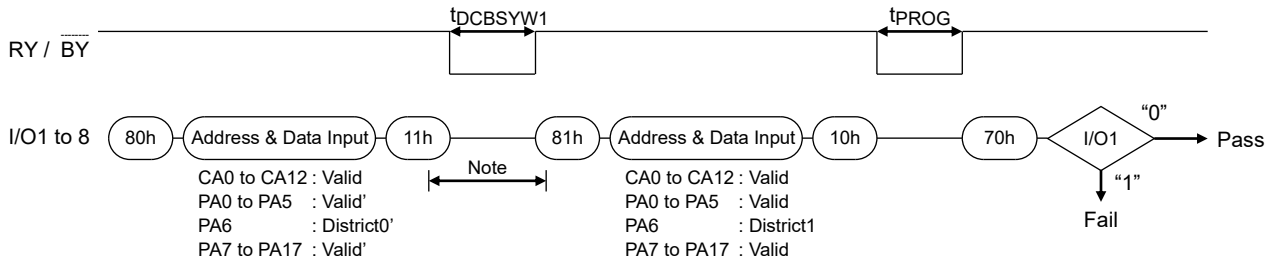 tDCBSYW1
tPROG
RY / BY
I/O1 to 8
80h
Address & Data Input
11h
81h
Address & Data Input
10h
70h
I/O1
“0”
Pass
“1”
Fail
Note
CA0 to CA12 : Valid
PA0 to PA5 : Valid’
PA6 : District0’
PA7 to PA17 : Valid’
CA0 to CA12 : Valid
PA0 to PA5 : Valid
PA6 : District1
PA7 to PA17 : Valid